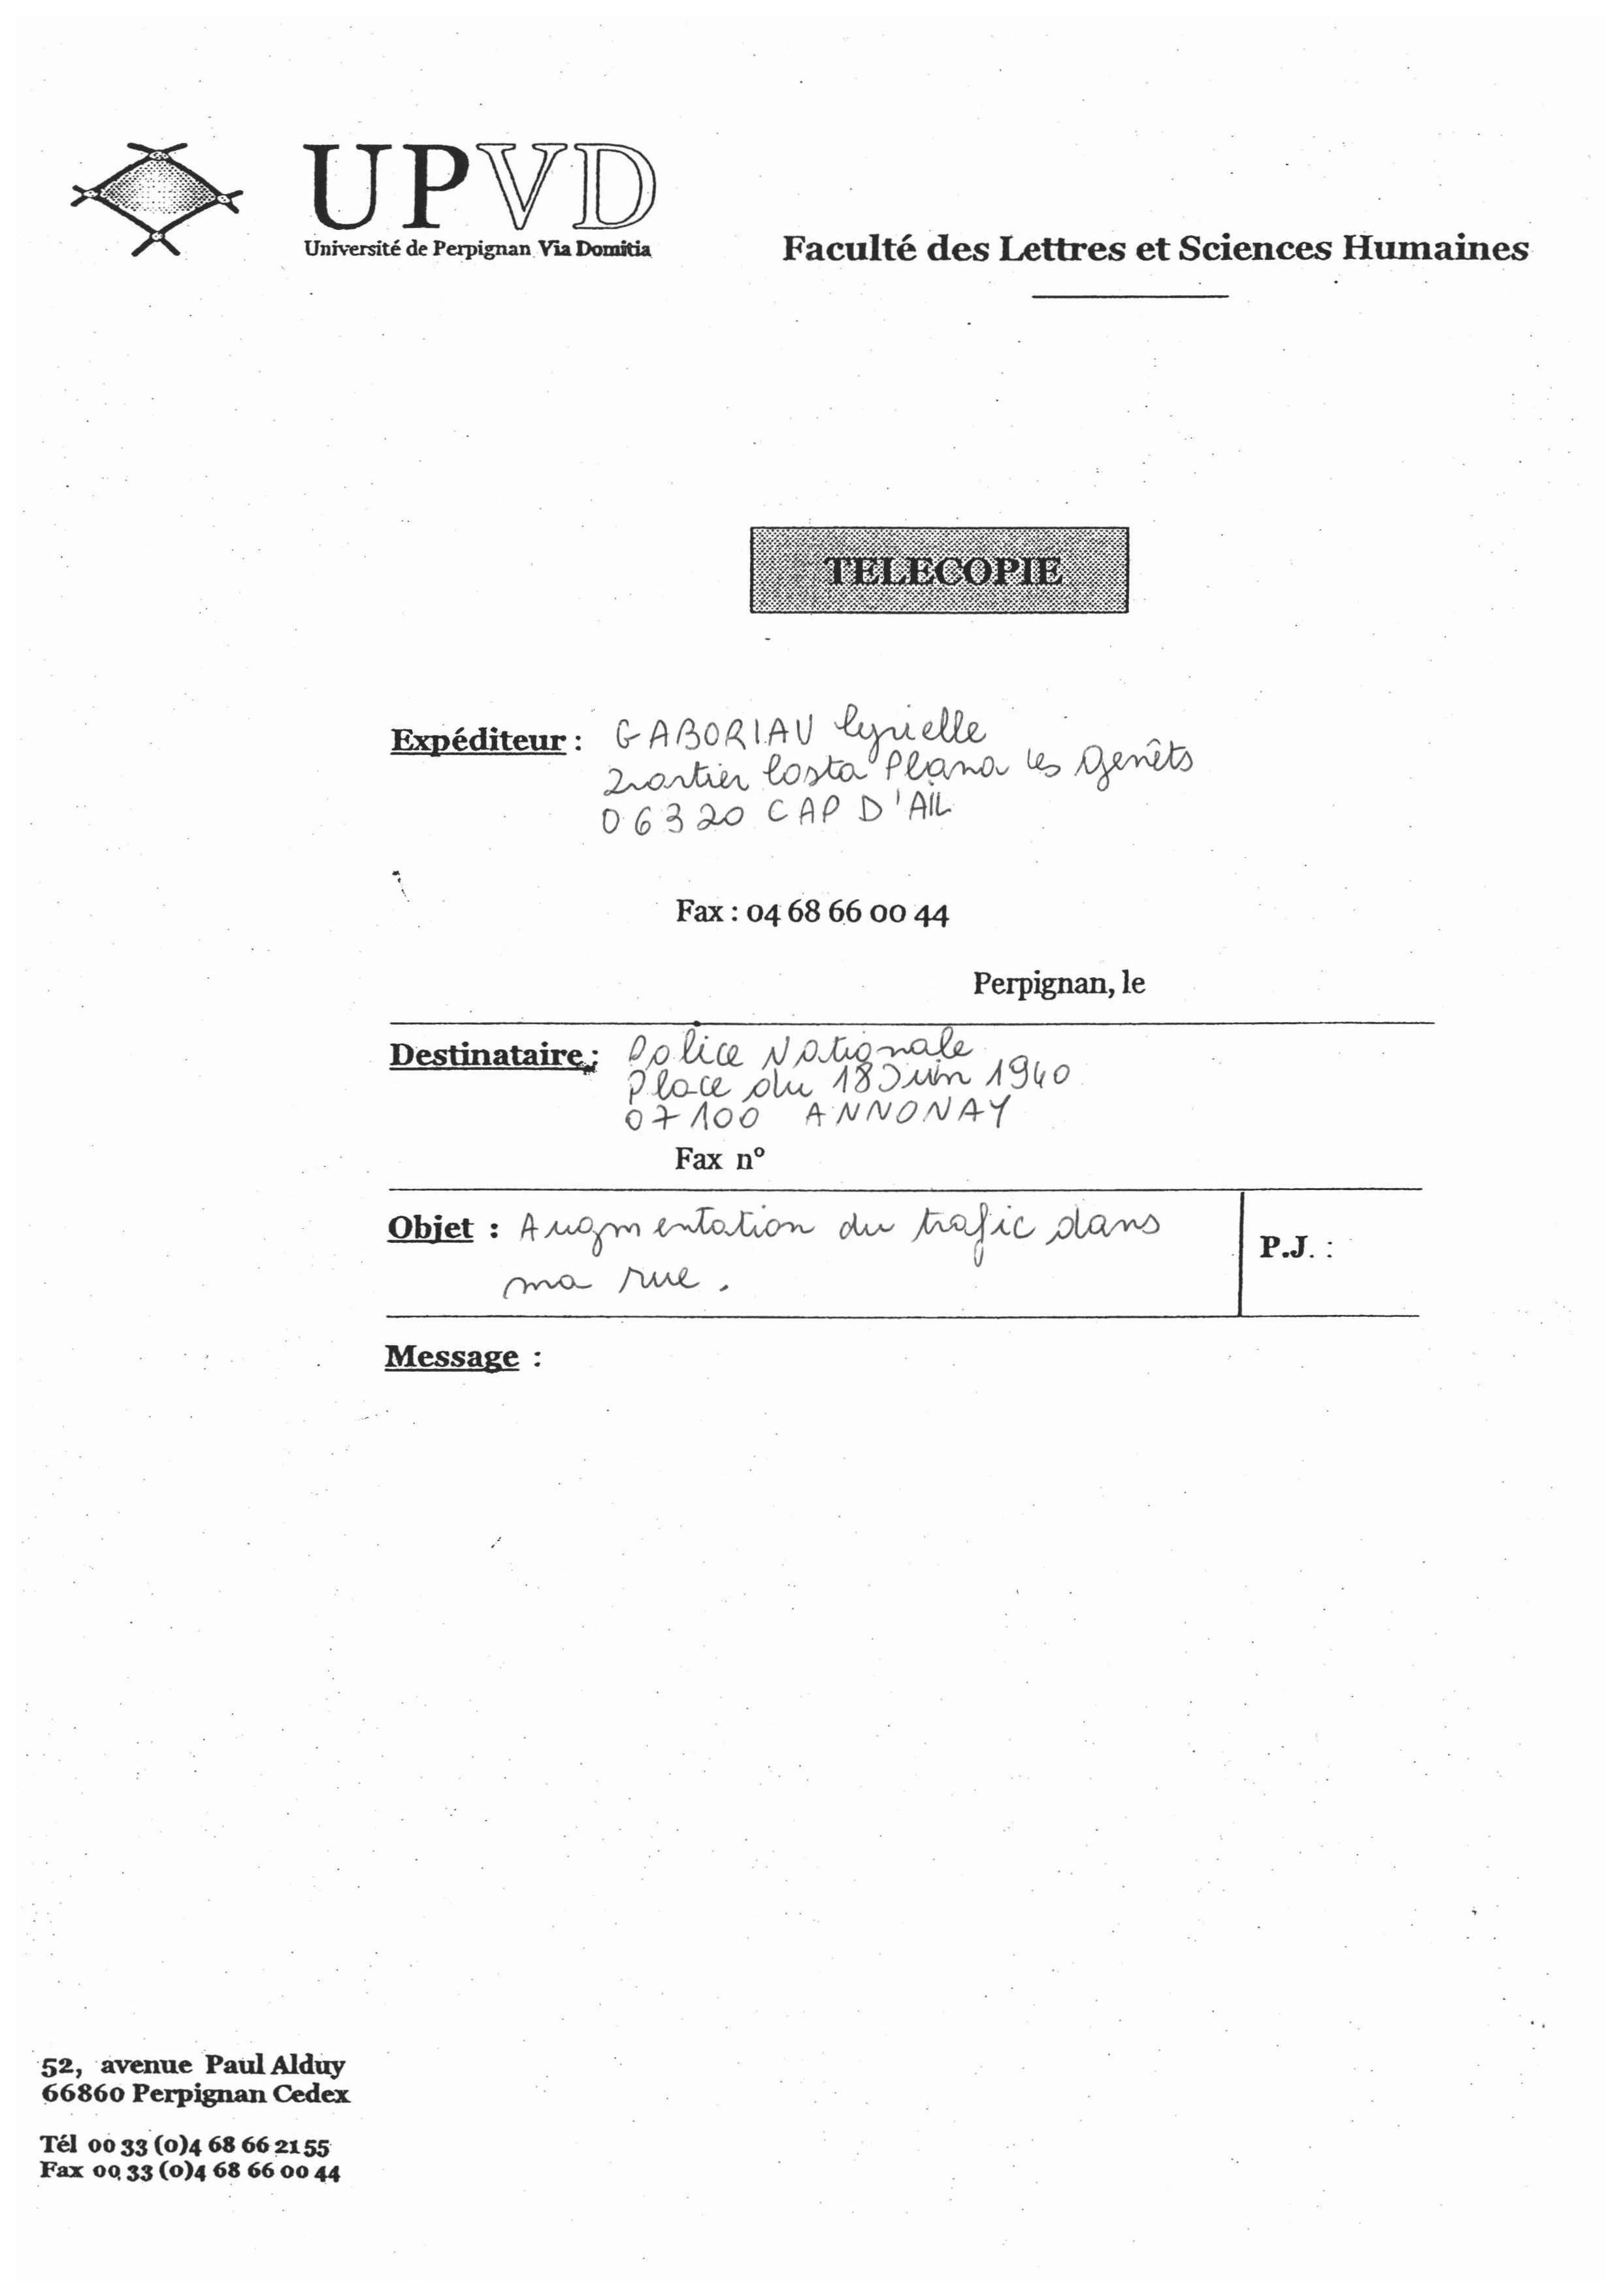 UPVD
Université de Perpignan Via Domitia
Faculté des Lettres et Sciences Humaines
TELECOPIE
Expéditeur : GABORIAU Cyrielle
Quartier Costa Plana les Genêts
06320 CAP D'AIL
Fax : 04 68 66 00 44
Perpignan, le
Destinataire : Police Nationale
Place du 18 Juin 1940
07100 ANNONAY
Fax n°
Objet : Augmentation du trafic dans
ma rue.
P.J. :
Message :
52, avenue Paul Alduy
66860 Perpignan Cedex
Tél 00 33 (0)4 68 66 21 55
Fax 00 33 (0)4 68 66 00 44